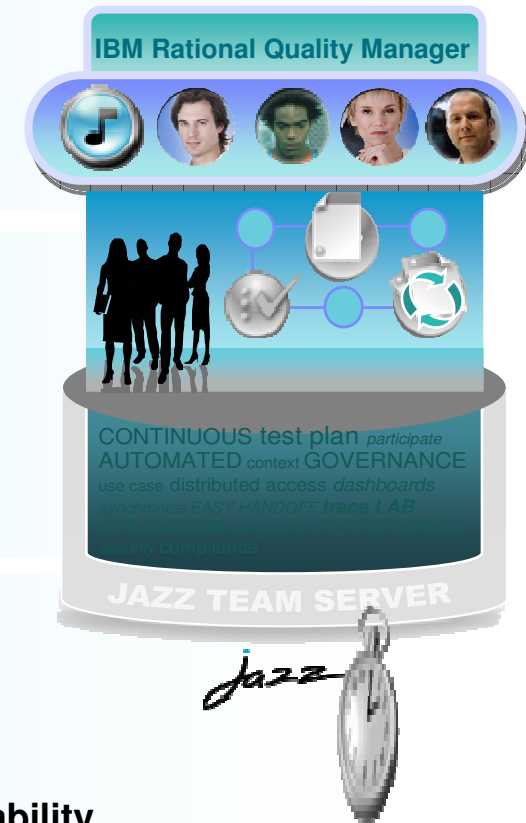 IBM Rational Quality Manager
CONTINUOUS test plan participate
AUTOMATED context GOVERNANCE
use case distributed access dashboards
synchronize EASY HANDOFF trace LAB
security compliance
JAZZ TEAM SERVER
jazz